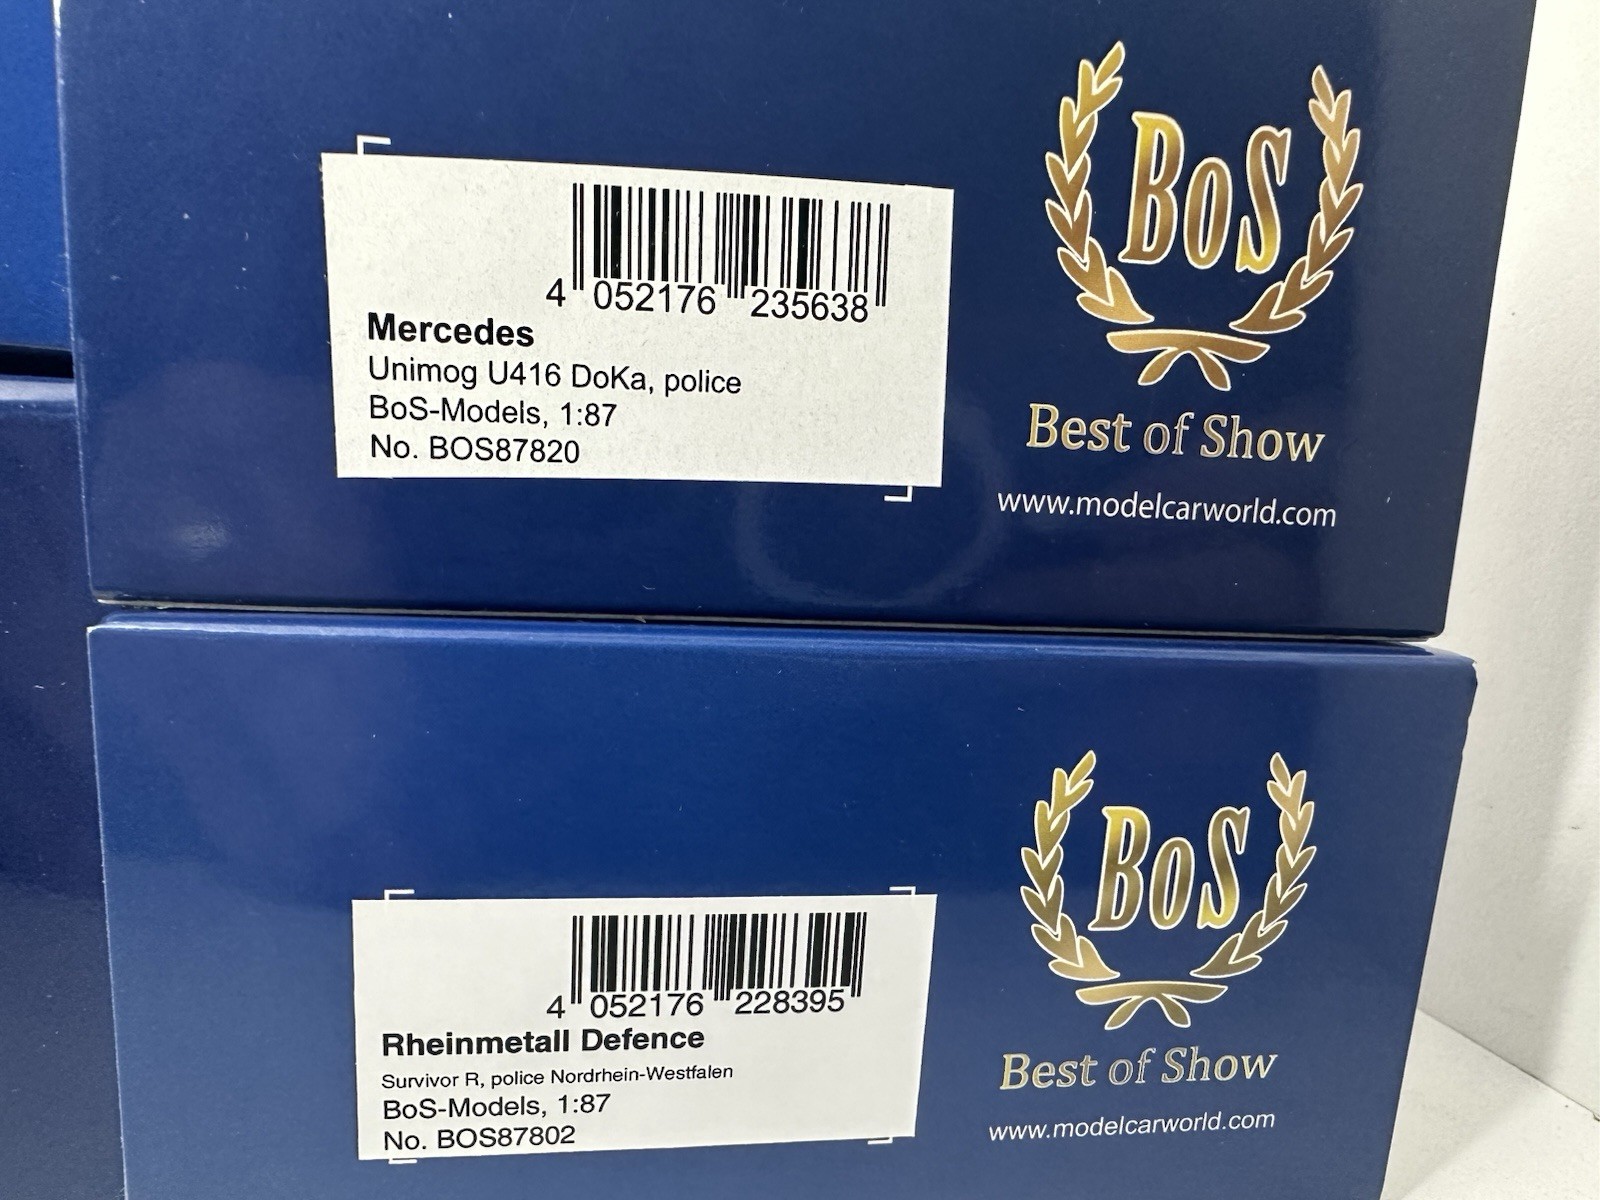 4 052176 235638
Mercedes
Unimog U416 DoKa, police
BoS-Models, 1:87
No. BOS87820
BoS
Best of Show
www.modelcarworld.com
4 052176 228395
Rheinmetall Defence
Survivor R, police Nordrhein-Westfalen
BoS-Models, 1:87
No. BOS87802
BoS
Best of Show
www.modelcarworld.com